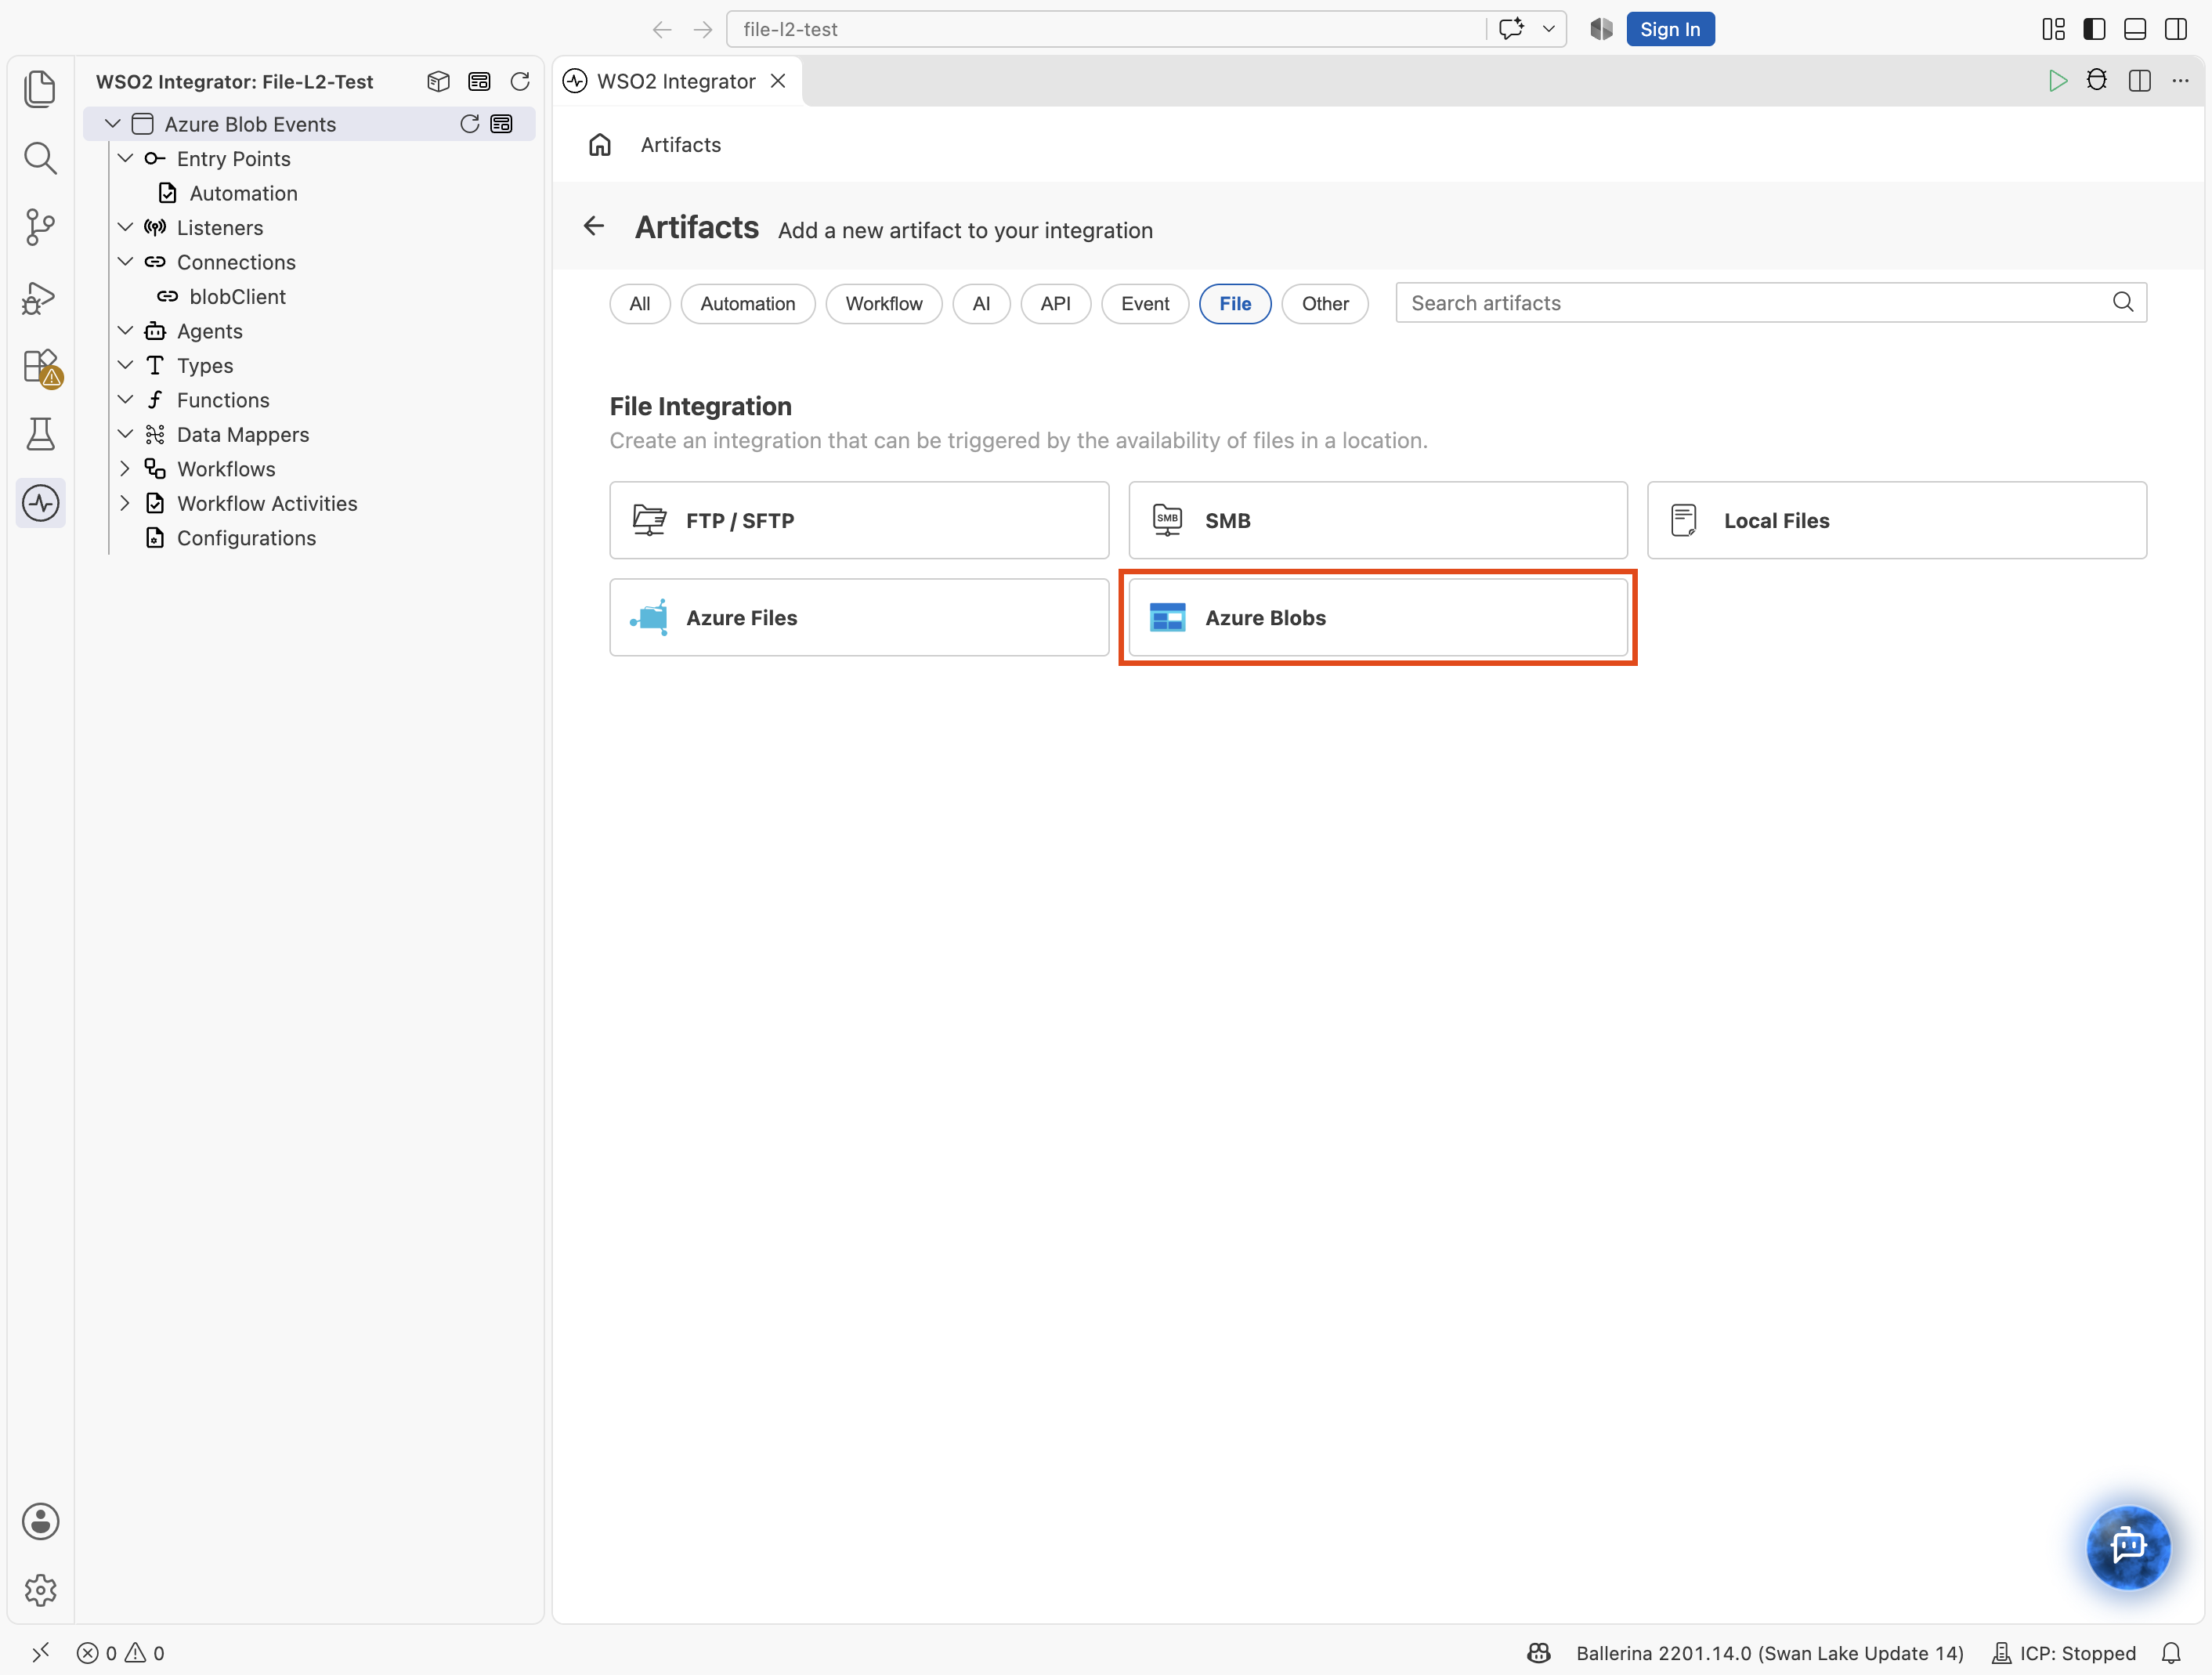 file-l2-test
Sign In
WSO2 Integrator: File-L2-Test
WSO2 Integrator
Azure Blob Events
Entry Points
Automation
Listeners
Connections
blobClient
Agents
Types
Functions
Data Mappers
Workflows
Workflow Activities
Configurations
Artifacts
Artifacts Add a new artifact to your integration
All Automation Workflow AI API Event File Other Search artifacts
File Integration
Create an integration that can be triggered by the availability of files in a location.
FTP / SFTP
SMB SMB
Local Files
Azure Files
Azure Blobs
0 0
Ballerina 2201.14.0 (Swan Lake Update 14)
ICP: Stopped